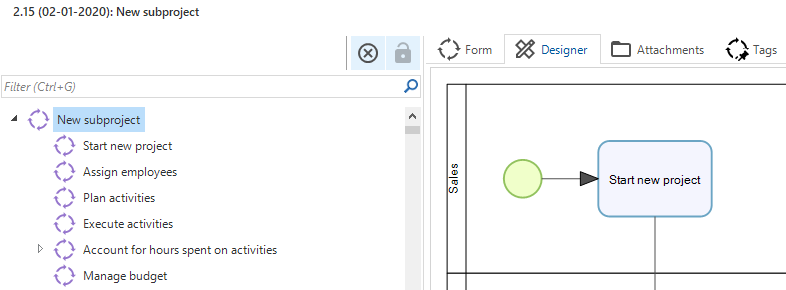 2.15 (02-01-2020): New subproject
Form Designer Attachments Tags
Filter (Ctrl+G)
New subproject
Start new project
Assign employees
Plan activities
Execute activities
Account for hours spent on activities
Manage budget
Sales
Start new project